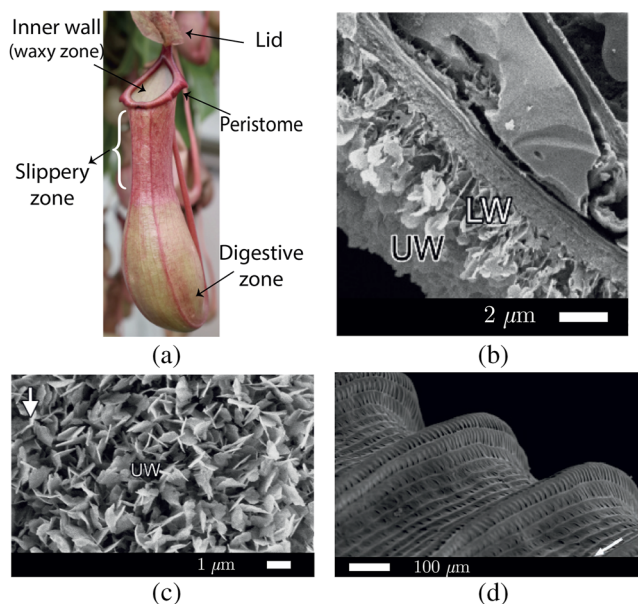 Inner wall
(waxy zone)
Lid
Peristome
Slippery
zone
Digestive
zone
(a)
LW
UW
2 μm
(b)
UW
1 μm
(c)
100 μm
(d)